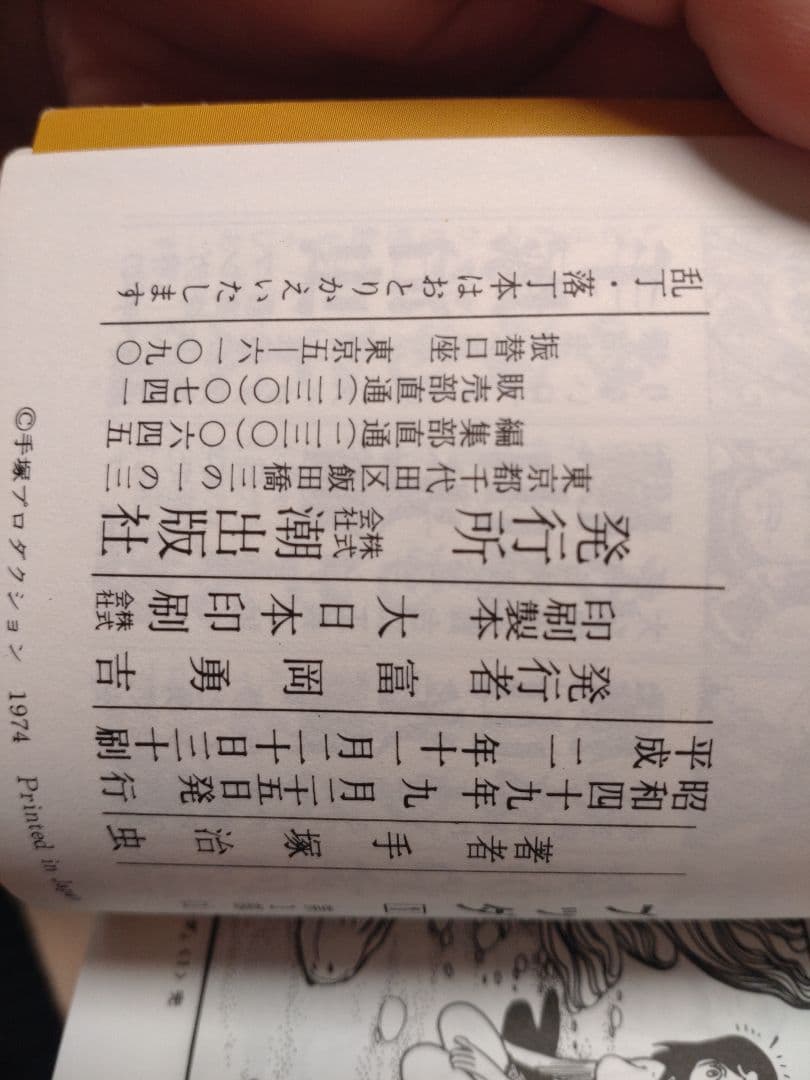 著者 手塚治虫
昭和四十九年九月二十五日発行
平成二年十一月二十日三十刷
発行者 富岡勇吉
印刷製本 大日本印刷株式会社
発行所 株式会社潮出版社
東京都千代田区飯田橋三の一の三
編集部直通(二三〇)〇六四五
販売部直通(二三〇)〇七四一
振替口座 東京五―六一〇九〇
乱丁・落丁本はおとりかえいたします
©手塚プロダクション 1974 Printed in Japan